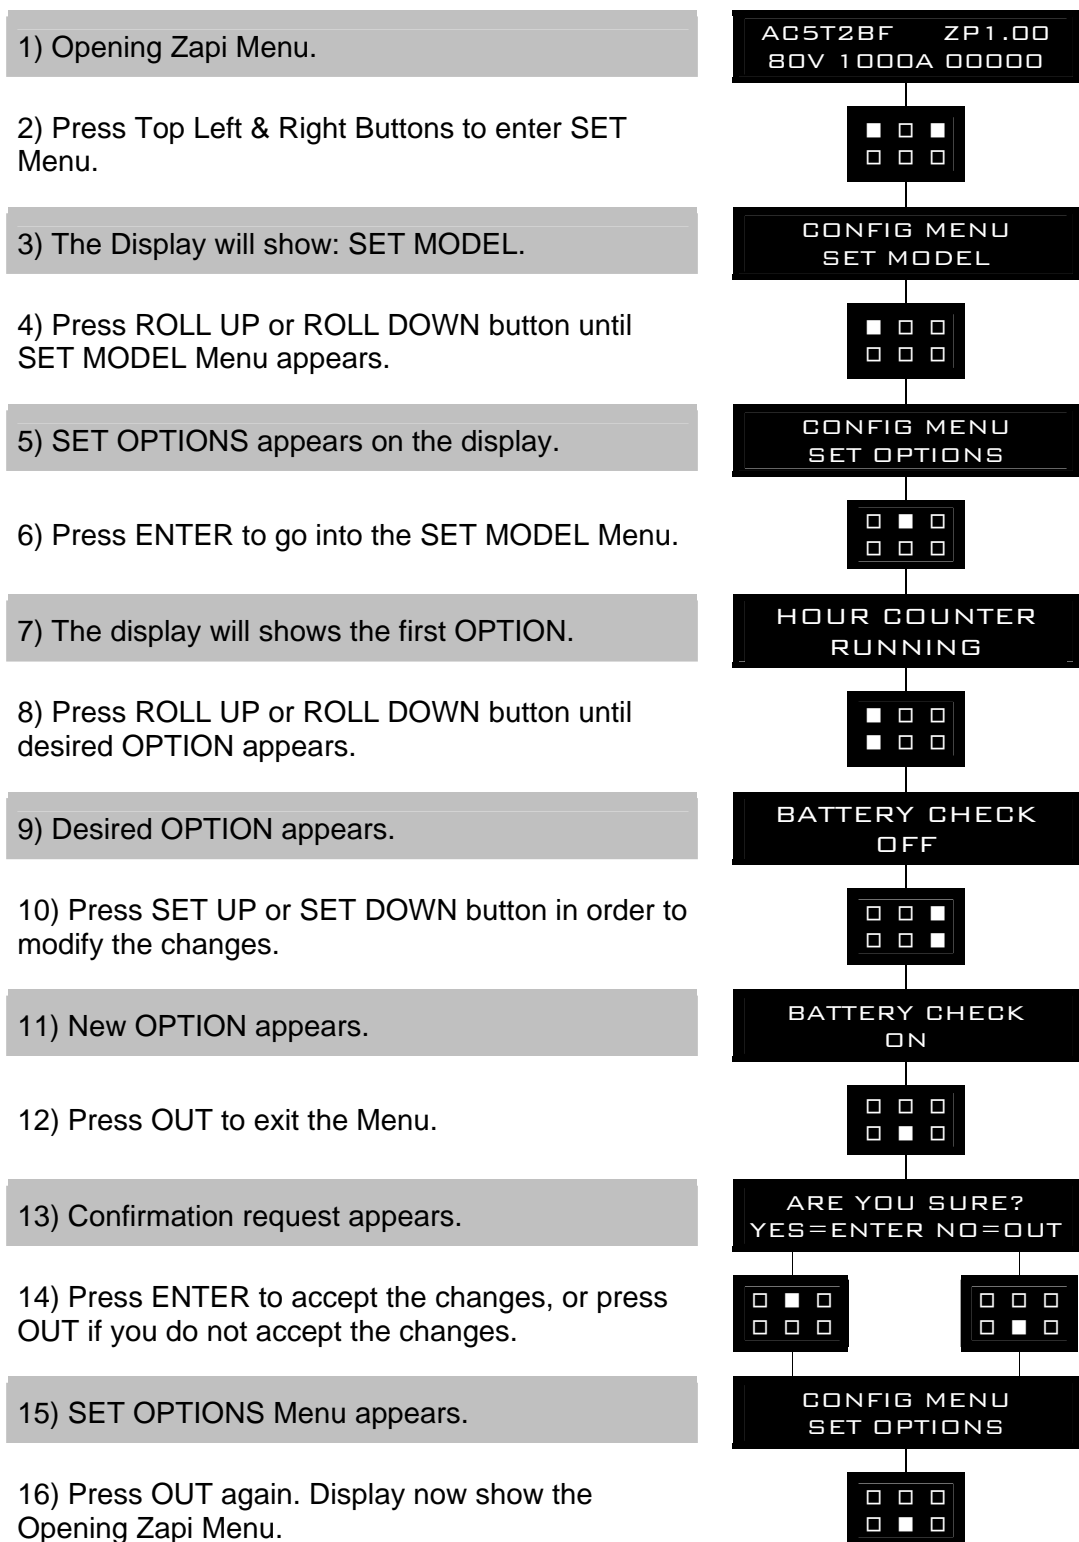 1) Opening Zapi Menu.
AC5T2BF ZP1.00
80V 1000A 00000
2) Press Top Left & Right Buttons to enter SET
Menu.
3) The Display will show: SET MODEL.
CONFIG MENU
SET MODEL
4) Press ROLL UP or ROLL DOWN button until
SET MODEL Menu appears.
5) SET OPTIONS appears on the display.
CONFIG MENU
SET OPTIONS
6) Press ENTER to go into the SET MODEL Menu.
7) The display will shows the first OPTION.
HOUR COUNTER
RUNNING
8) Press ROLL UP or ROLL DOWN button until
desired OPTION appears.
9) Desired OPTION appears.
BATTERY CHECK
OFF
10) Press SET UP or SET DOWN button in order to
modify the changes.
11) New OPTION appears.
BATTERY CHECK
ON
12) Press OUT to exit the Menu.
13) Confirmation request appears.
ARE YOU SURE?
YES=ENTER NO=OUT
14) Press ENTER to accept the changes, or press
OUT if you do not accept the changes.
15) SET OPTIONS Menu appears.
CONFIG MENU
SET OPTIONS
16) Press OUT again. Display now show the
Opening Zapi Menu.